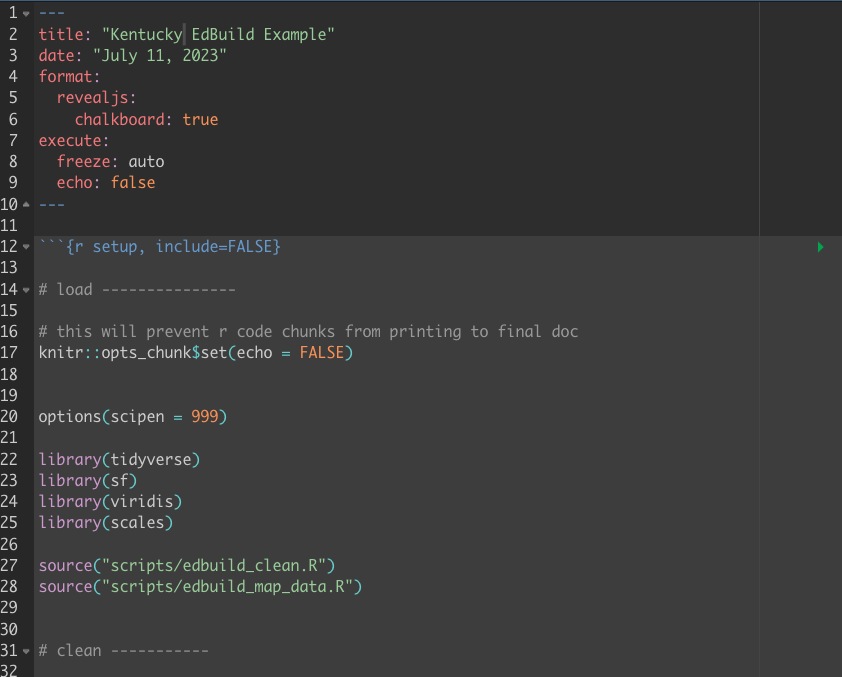 1 ---
2 title: "Kentucky EdBuild Example"
3 date: "July 11, 2023"
4 format:
5   revealjs:
6     chalkboard: true
7 execute:
8   freeze: auto
9   echo: false
10 ---
11
12 ```{r setup, include=FALSE}
13
14 # load ---------------
15
16 # this will prevent r code chunks from printing to final doc
17 knitr::opts_chunk$set(echo = FALSE)
18
19
20 options(scipen = 999)
21
22 library(tidyverse)
23 library(sf)
24 library(viridis)
25 library(scales)
26
27 source("scripts/edbuild_clean.R")
28 source("scripts/edbuild_map_data.R")
29
30
31 # clean -----------
32